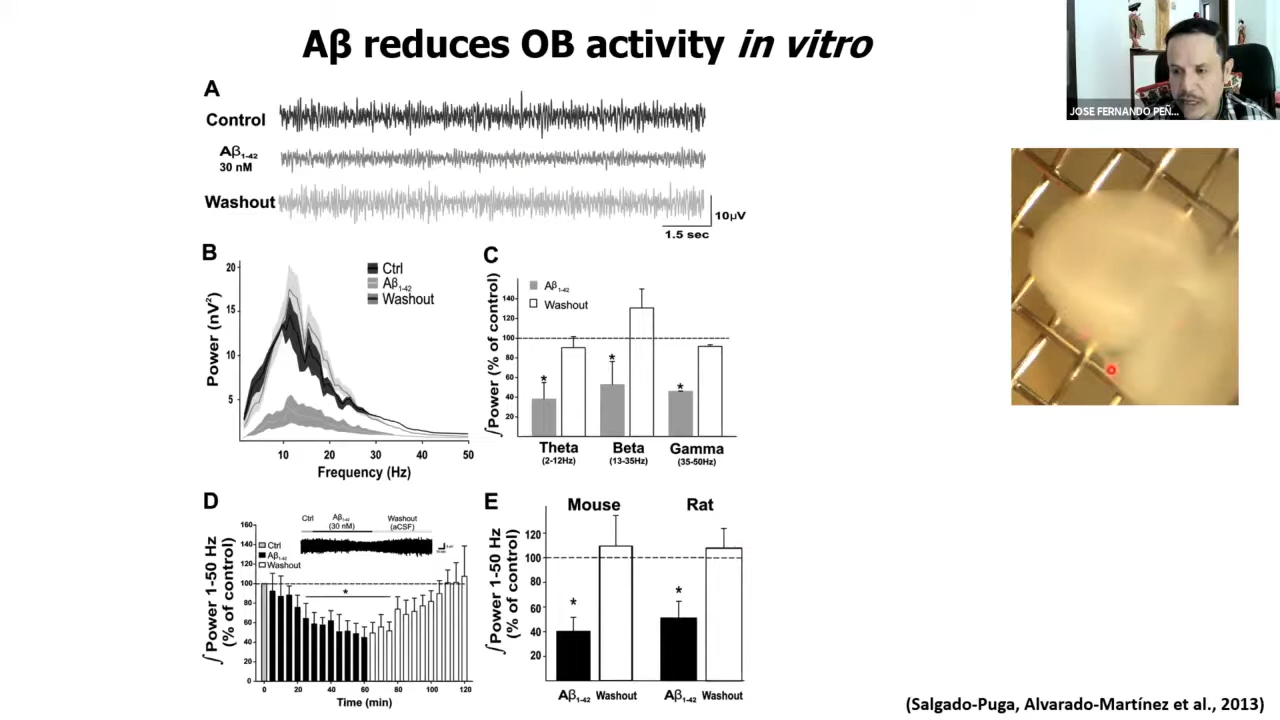 Aβ reduces OB activity in vitro
JOSE FERNANDO PEÑ...
A
Control
Aβ1-42
30 nM
Washout
10µV
1.5 sec
B
Power (nV²)
20
15
10
5
Ctrl
Aβ1-42
Washout
10 20 30 40 50
Frequency (Hz)
C
∫Power (% of control)
140
120
100
80
60
40
20
Aβ1-42
Washout
*
*
*
Theta
(2-12Hz)
Beta
(13-35Hz)
Gamma
(35-50Hz)
D
∫Power 1-50 Hz
(% of control)
160
140
120
100
80
60
40
20
0
Ctrl
Aβ1-42
(30 nM)
Washout
(aCSF)
Ctrl
Aβ1-42
Washout
*
0 20 40 60 80 100 120
Time (min)
E
Mouse Rat
∫Power 1-50 Hz
(% of control)
120
100
80
60
40
20
*
*
Aβ1-42 Washout Aβ1-42 Washout
(Salgado-Puga, Alvarado-Martínez et al., 2013)